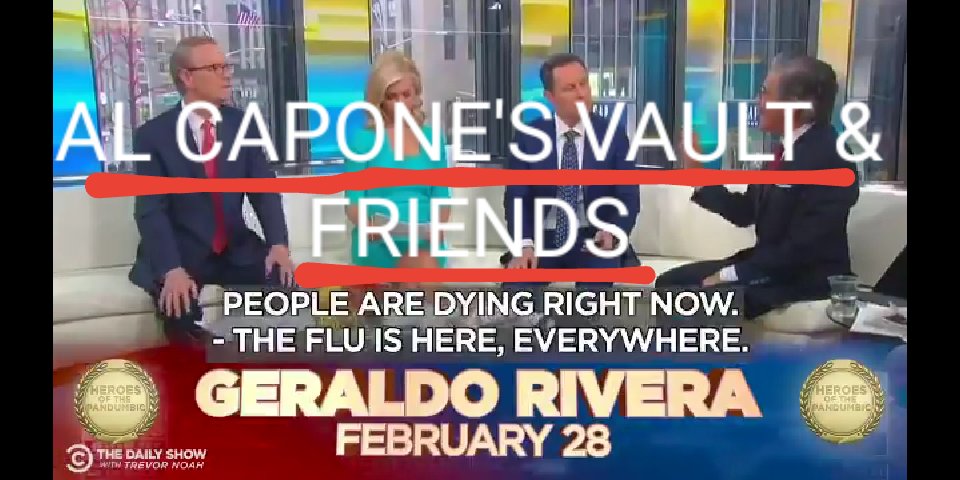 AL CAPONE'S VAULT &
FRIENDS
PEOPLE ARE DYING RIGHT NOW.
- THE FLU IS HERE, EVERYWHERE.
GERALDO RIVERA
FEBRUARY 28
HEROES
OF THE
PANDUMBIC
HEROES
OF THE
PANDUMBIC
THE DAILY SHOW
WITH TREVOR NOAH